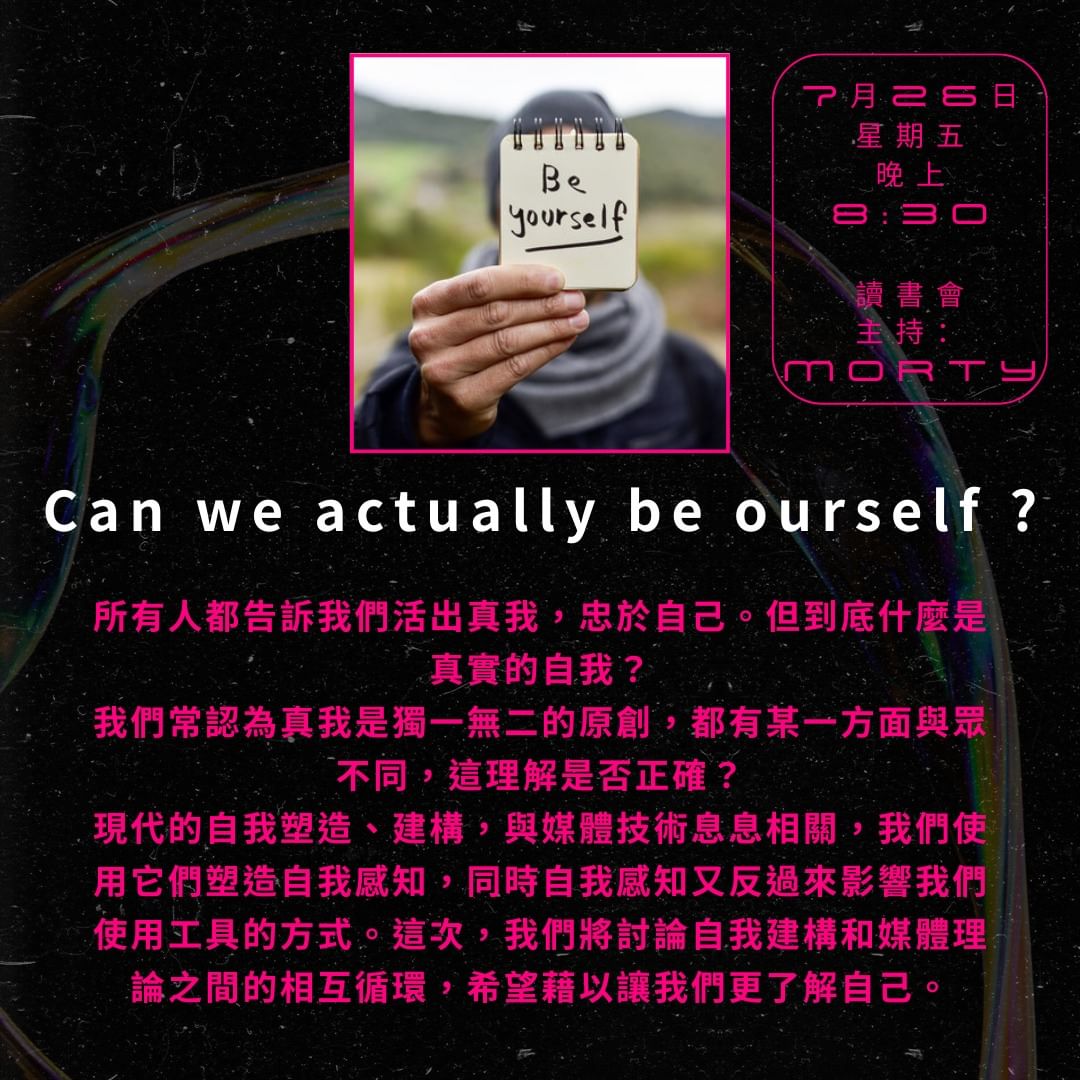 Be
yourself
7月26日
星期五
晚上
8:30
讀書會
主持：
MORTY
Can we actually be ourself ?
所有人都告訴我們活出真我，忠於自己。但到底什麼是
真實的自我？
我們常認為真我是獨一無二的原創，都有某一方面與眾
不同，這理解是否正確？
現代的自我塑造、建構，與媒體技術息息相關，我們使
用它們塑造自我感知，同時自我感知又反過來影響我們
使用工具的方式。這次，我們將討論自我建構和媒體理
論之間的相互循環，希望藉以讓我們更了解自己。